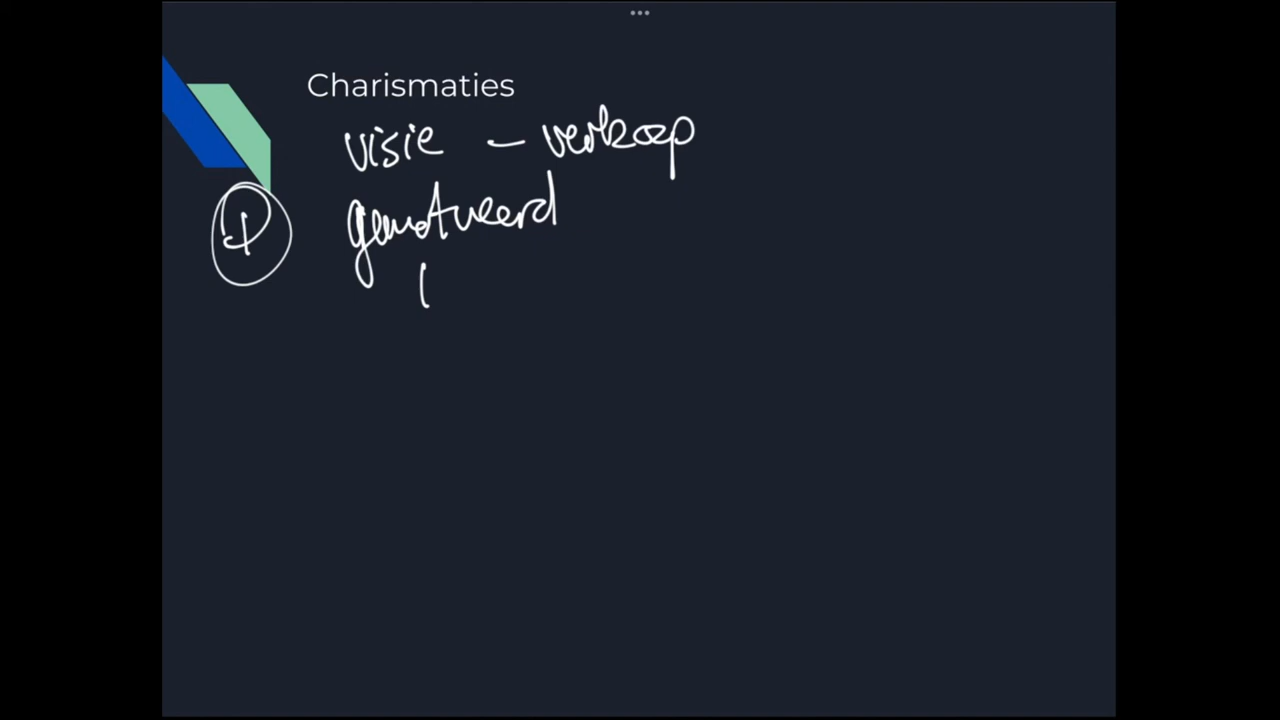 Charismaties
visie – verkoop
+ gemotiveerd